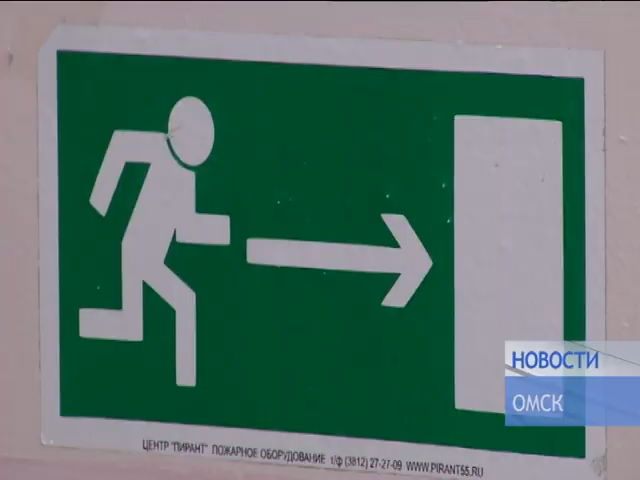 НОВОСТИ
ОМСК
ЦЕНТР "ПИРАНТ" ПОЖАРНОЕ ОБОРУДОВАНИЕ т/ф (3812) 27-27-09 WWW.PIRANT55.RU